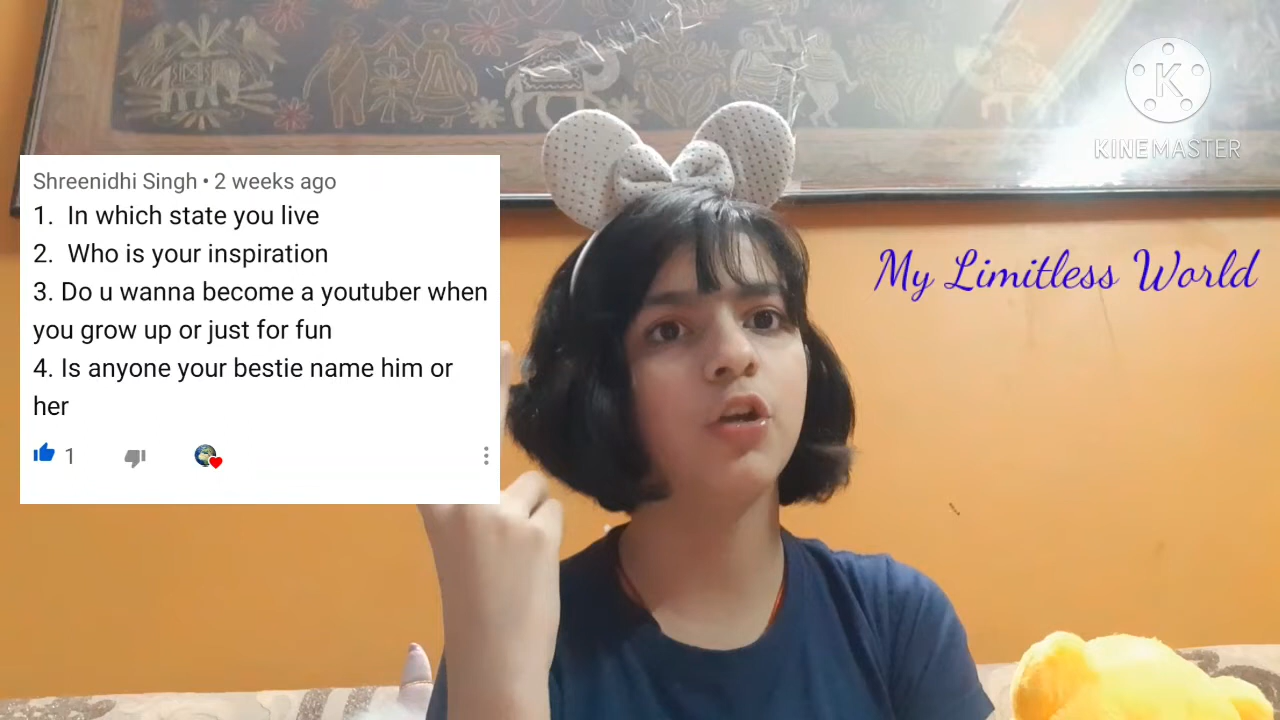 Shreenidhi Singh • 2 weeks ago
1. In which state you live
2. Who is your inspiration
3. Do u wanna become a youtuber when
you grow up or just for fun
4. Is anyone your bestie name him or
her
1
K
KINEMASTER
My Limitless World